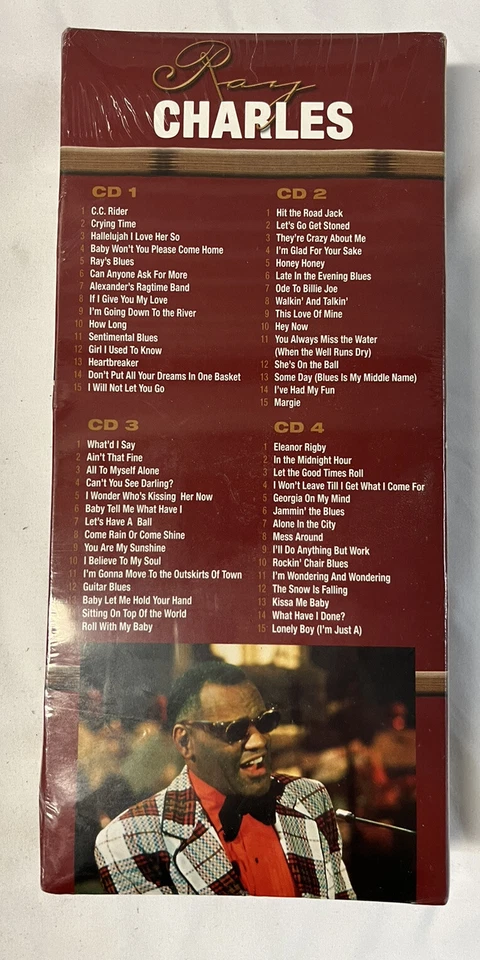 Ray
CHARLES
CD 1
1 C.C. Rider
2 Crying Time
3 Hallelujah I Love Her So
4 Baby Won't You Please Come Home
5 Ray's Blues
6 Can Anyone Ask For More
7 Alexander's Ragtime Band
8 If I Give You My Love
9 I'm Going Down To the River
10 How Long
11 Sentimental Blues
12 Girl I Used To Know
13 Heartbreaker
14 Don't Put All Your Dreams In One Basket
15 I Will Not Let You Go
CD 2
1 Hit the Road Jack
2 Let's Go Get Stoned
3 They're Crazy About Me
4 I'm Glad For Your Sake
5 Honey Honey
6 Late In the Evening Blues
7 Ode To Billie Joe
8 Walkin' And Talkin'
9 This Love Of Mine
10 Hey Now
11 You Always Miss the Water
(When the Well Runs Dry)
12 She's On the Ball
13 Some Day (Blues Is My Middle Name)
14 I've Had My Fun
15 Margie
CD 3
1 What'd I Say
2 Ain't That Fine
3 All To Myself Alone
4 Can't You See Darling?
5 I Wonder Who's Kissing Her Now
6 Baby Tell Me What Have I
7 Let's Have A Ball
8 Come Rain Or Come Shine
9 You Are My Sunshine
10 I Believe To My Soul
11 I'm Gonna Move To the Outskirts Of Town
12 Guitar Blues
13 Baby Let Me Hold Your Hand
Sitting On Top Of the World
Roll With My Baby
CD 4
1 Eleanor Rigby
2 In the Midnight Hour
3 Let the Good Times Roll
4 I Won't Leave Till I Get What I Come For
5 Georgia On My Mind
6 Jammin' the Blues
7 Alone In the City
8 Mess Around
9 I'll Do Anything But Work
10 Rockin' Chair Blues
11 I'm Wondering And Wondering
12 The Snow Is Falling
13 Kissa Me Baby
14 What Have I Done?
15 Lonely Boy (I'm Just A)